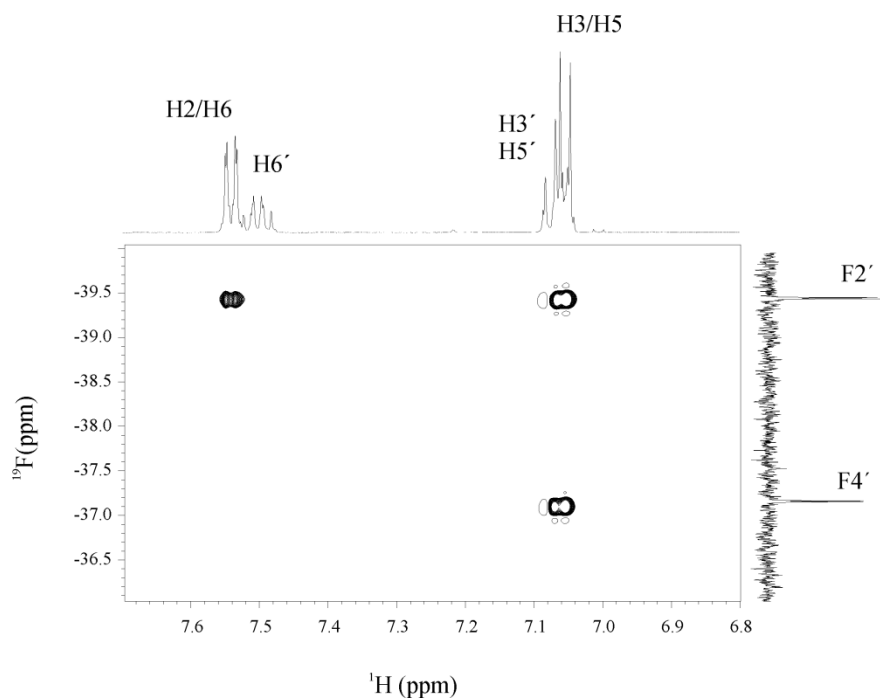 H3/H5
H2/H6
H3´
H6´
H5´
-39.5
F2´
-39.0
-38.5
-38.0
-37.5
F4´
-37.0
-36.5
¹⁹F(ppm)
7.6 7.5 7.4 7.3 7.2 7.1 7.0 6.9 6.8
¹H (ppm)